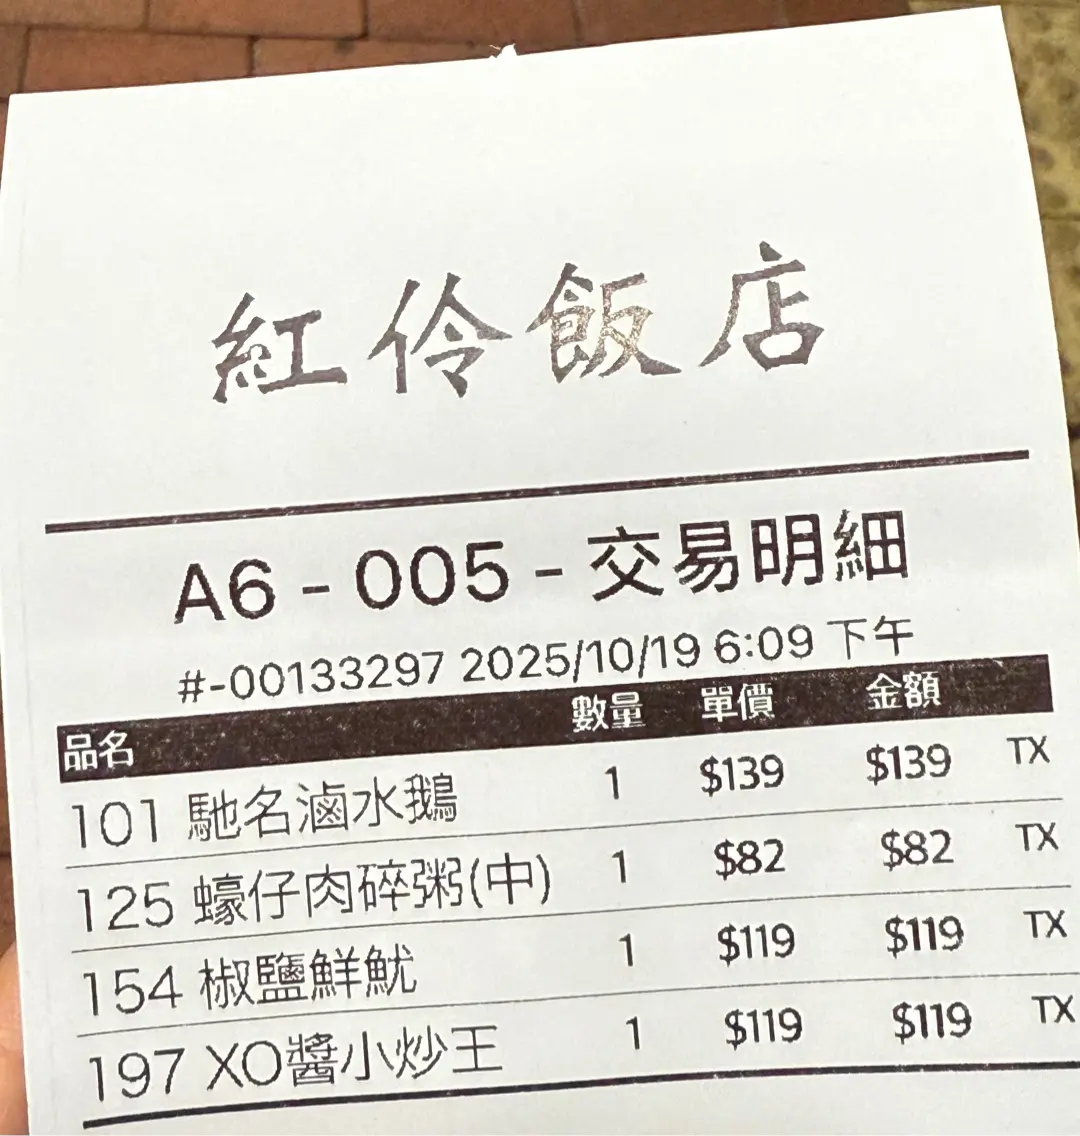 紅伶飯店
A6 - 005 - 交易明細
#-00133297 2025/10/19 6:09 下午
品名 數量 單價 金額
101 馳名滷水鵝 1 $139 $139 TX
125 蠔仔肉碎粥(中) 1 $82 $82 TX
154 椒鹽鮮魷 1 $119 $119 TX
197 XO醬小炒王 1 $119 $119 TX